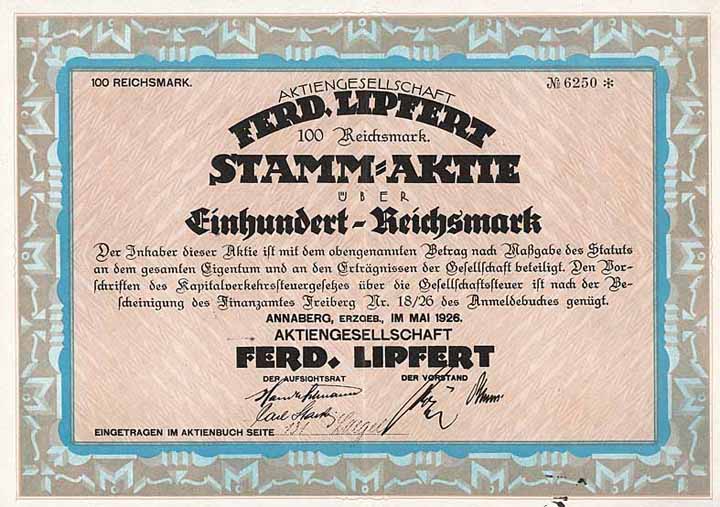 100 REICHSMARK.
№ 6250 *
AKTIENGESELLSCHAFT
FERD. LIPFERT
100 Reichsmark.
STAMM=AKTIE
ÜBER
Einhundert-Reichsmark
Der Inhaber dieser Aktie ist mit dem obengenannten Betrag nach Maßgabe des Statuts
an dem gesamten Eigentum und an den Erträgnissen der Gesellschaft beteiligt. Den Vor-
schriften des Kapitalverkehrssteuergesetzes über die Gesellschaftssteuer ist nach der Be-
scheinigung des Finanzamtes Freiberg Nr. 18/26 des Anmeldebuches genügt.
ANNABERG, ERZGEB., IM MAI 1926.
AKTIENGESELLSCHAFT
FERD. LIPFERT
DER AUFSICHTSRAT DER VORSTAND
Carl
EINGETRAGEN IM AKTIENBUCH SEITE 131